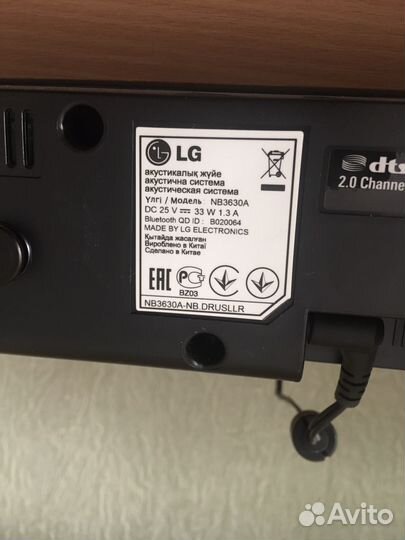 LG
акустикалық жүйе
акустична система
акустическая система
Үлгі / Модель NB3630A
DC 25 V 33 W 1.3 A
Bluetooth QD ID : B020064
MADE BY LG ELECTRONICS
Қытайда жасалған
Вироблено в Китаї
Сделано в Китае
EAC
BZ03
NB3630A-NB.DRUSLLR
dts
2.0 Channel
Avito